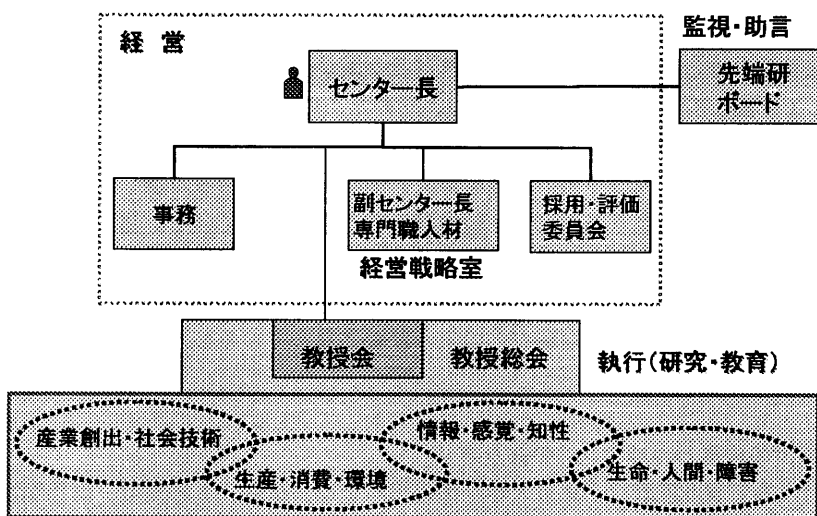 経 営
監視・助言
センター長
先端研
ボード
事務
副センター長
専門職人材
採用・評価
委員会
経営戦略室
教授会
教授総会
執行(研究・教育)
産業創出・社会技術
情報・感覚・知性
生産・消費・環境
生命・人間・障害